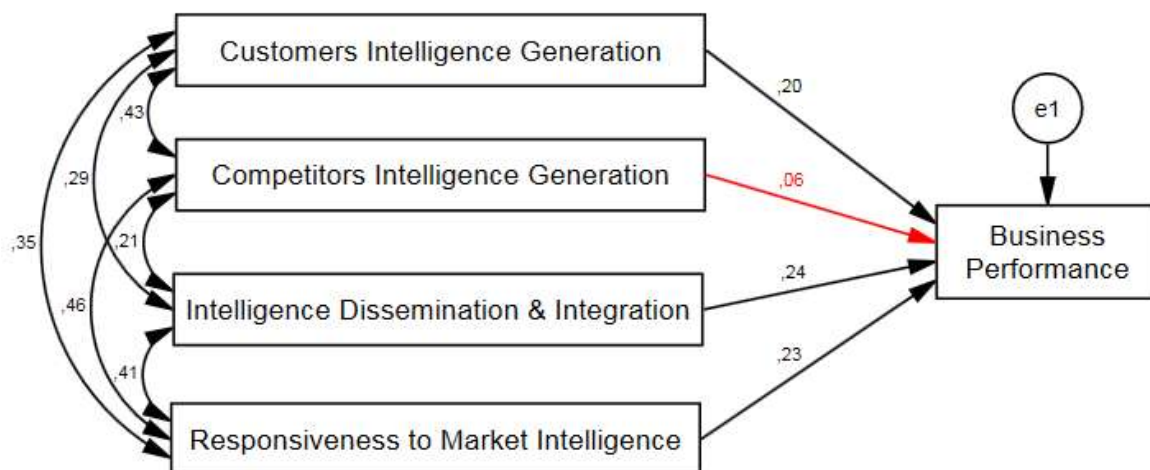 Customers Intelligence Generation
,20
e1
,43
Competitors Intelligence Generation
,06
,29
Business
Performance
,35
,21
,24
,46
Intelligence Dissemination & Integration
,23
,41
Responsiveness to Market Intelligence